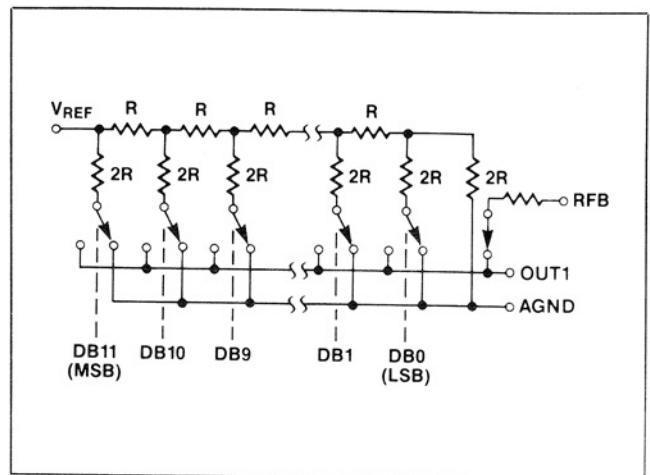 VREF R R R R
2R 2R 2R 2R 2R 2R
RFB
OUT1
AGND
DB11 DB10 DB9 DB1 DB0
(MSB) (LSB)